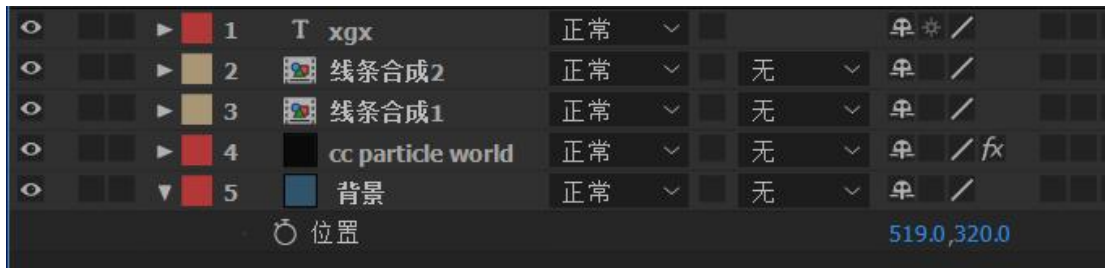 1 T xgx 正常
2 线条合成2 正常 无
3 线条合成1 正常 无
4 cc particle world 正常 无 fx
5 背景 正常 无
位置 519.0,320.0